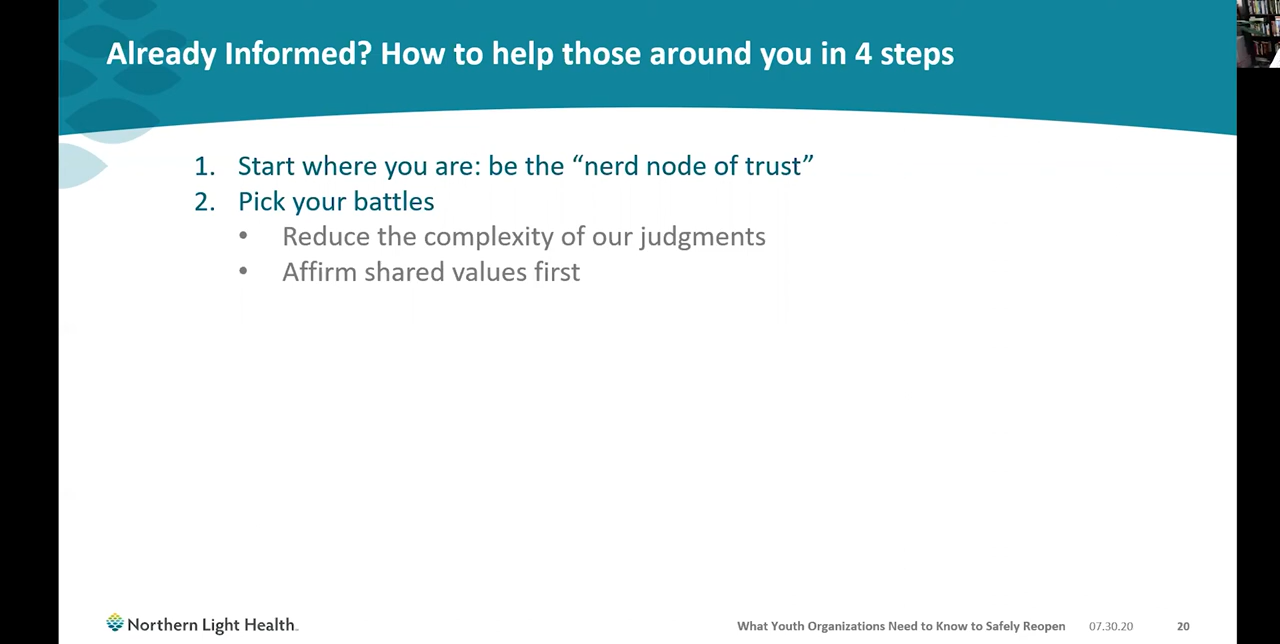 Already Informed? How to help those around you in 4 steps
1. Start where you are: be the “nerd node of trust”
2. Pick your battles
• Reduce the complexity of our judgments
• Affirm shared values first
Northern Light Health™
What Youth Organizations Need to Know to Safely Reopen 07.30.20 20